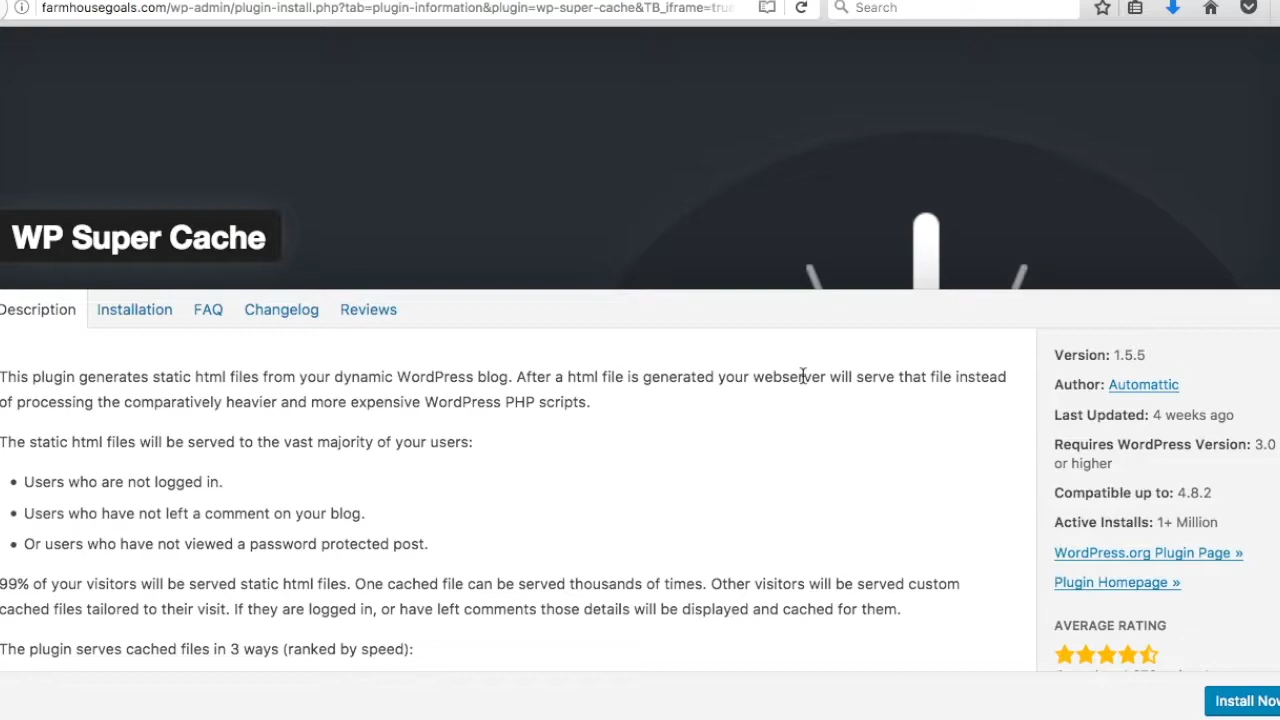 farmhousegoals.com/wp-admin/plugin-install.php?tab=plugin-information&plugin=wp-super-cache&TB_iframe=true
Search
WP Super Cache
Description
Installation
FAQ
Changelog
Reviews
This plugin generates static html files from your dynamic WordPress blog. After a html file is generated your webserver will serve that file instead
of processing the comparatively heavier and more expensive WordPress PHP scripts.
The static html files will be served to the vast majority of your users:
Users who are not logged in.
Users who have not left a comment on your blog.
Or users who have not viewed a password protected post.
99% of your visitors will be served static html files. One cached file can be served thousands of times. Other visitors will be served custom
cached files tailored to their visit. If they are logged in, or have left comments those details will be displayed and cached for them.
The plugin serves cached files in 3 ways (ranked by speed):
Version: 1.5.5
Author: Automattic
Last Updated: 4 weeks ago
Requires WordPress Version: 3.0
or higher
Compatible up to: 4.8.2
Active Installs: 1+ Million
WordPress.org Plugin Page »
Plugin Homepage »
AVERAGE RATING
Install Now